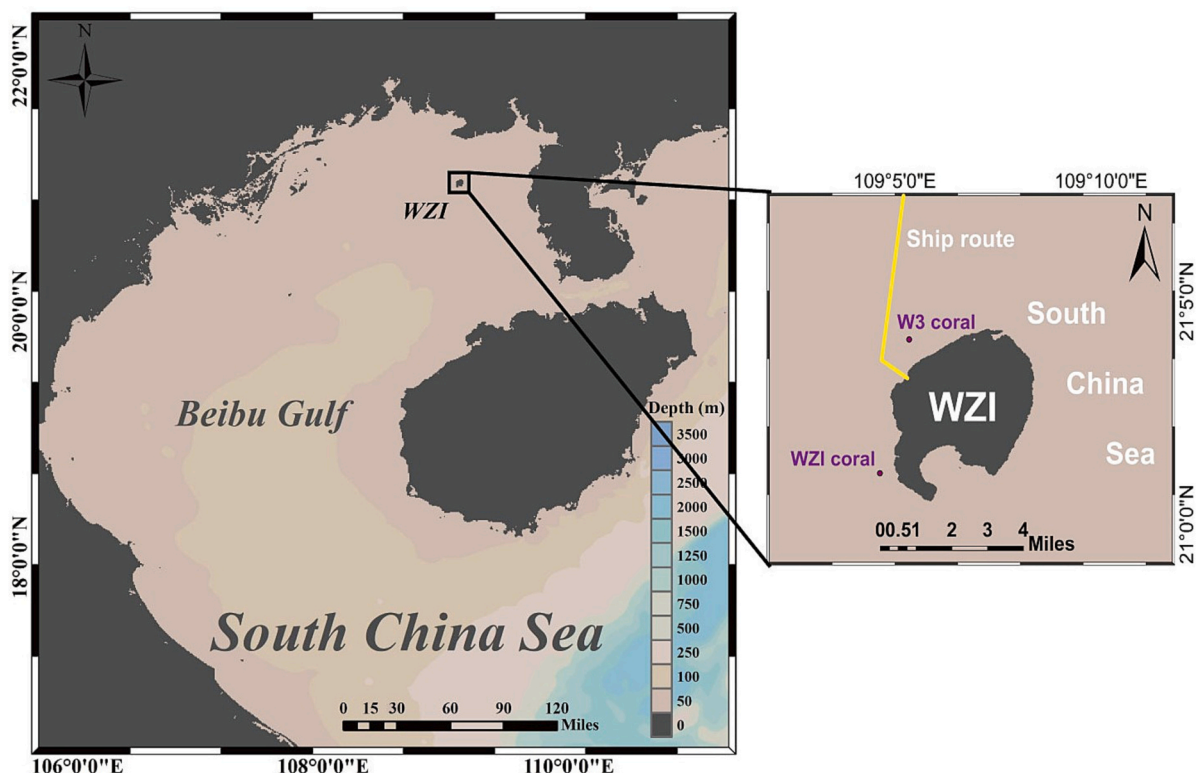 N
22°0'0"N
20°0'0"N
18°0'0"N
WZI
Beibu Gulf
South China Sea
Depth (m)
3500
3000
2500
2000
1500
1250
1000
750
500
250
100
50
0
0 15 30 60 90 120
Miles
106°0'0"E 108°0'0"E 110°0'0"E
109°5'0"E 109°10'0"E
N
Ship route
21°5'0"N
W3 coral
South
China
Sea
WZI
WZI coral
00.51 2 3 4
Miles
21°0'0"N